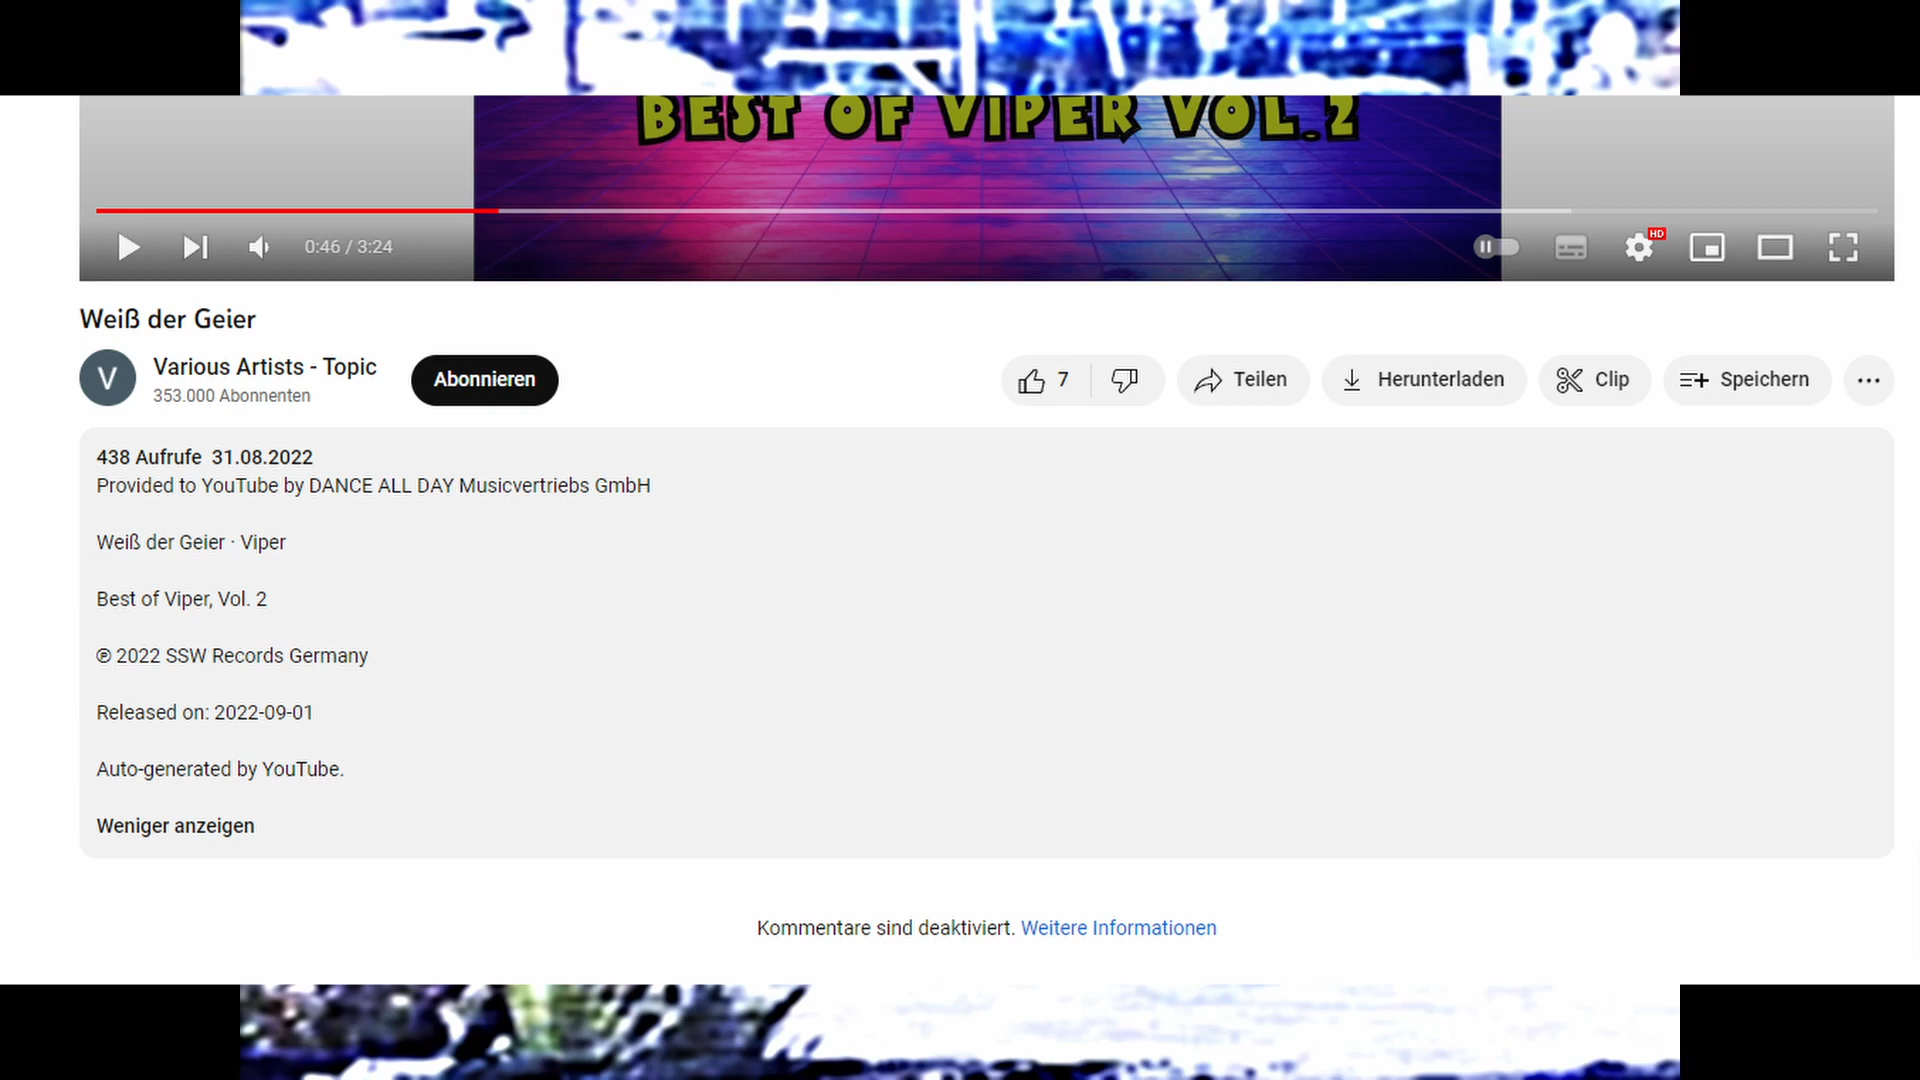 BEST OF VIPER VOL.2
0:46 / 3:24
HD
Weiß der Geier
V
Various Artists - Topic
353.000 Abonnenten
Abonnieren
7
Teilen
Herunterladen
Clip
Speichern
438 Aufrufe 31.08.2022
Provided to YouTube by DANCE ALL DAY Musicvertriebs GmbH
Weiß der Geier · Viper
Best of Viper, Vol. 2
℗ 2022 SSW Records Germany
Released on: 2022-09-01
Auto-generated by YouTube.
Weniger anzeigen
Kommentare sind deaktiviert. Weitere Informationen